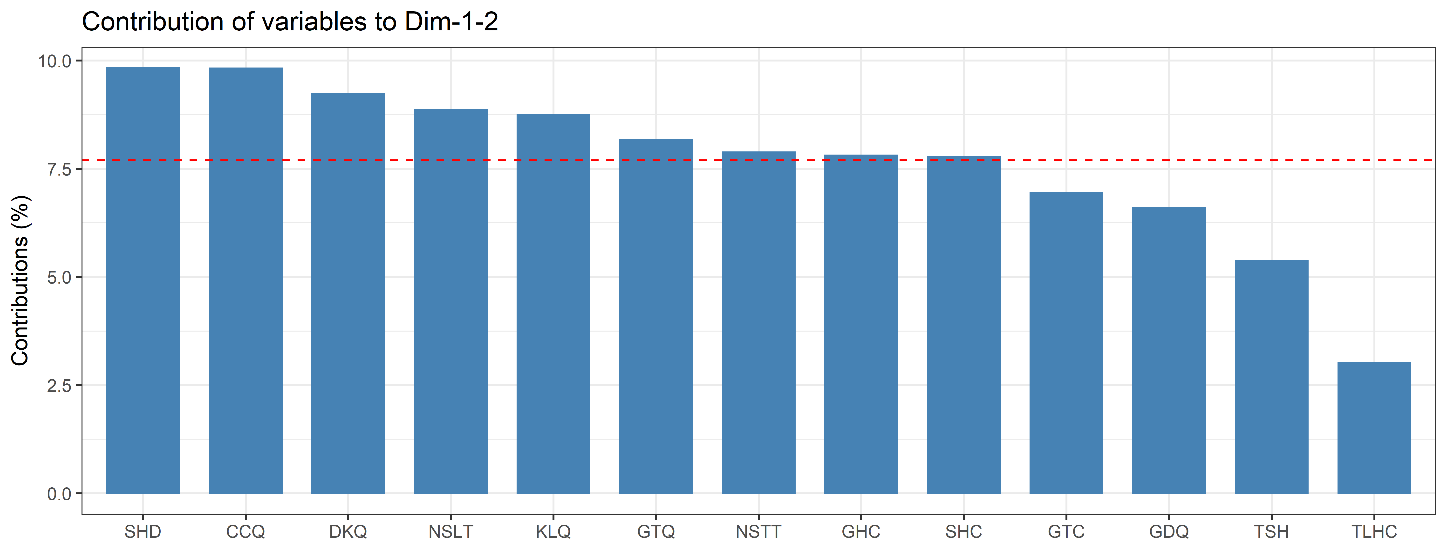 Contribution of variables to Dim-1-2
Contributions (%)
10.0
7.5
5.0
2.5
0.0
SHD CCQ DKQ NSLT KLQ GTQ NSTT GHC SHC GTC GDQ TSH TLHC